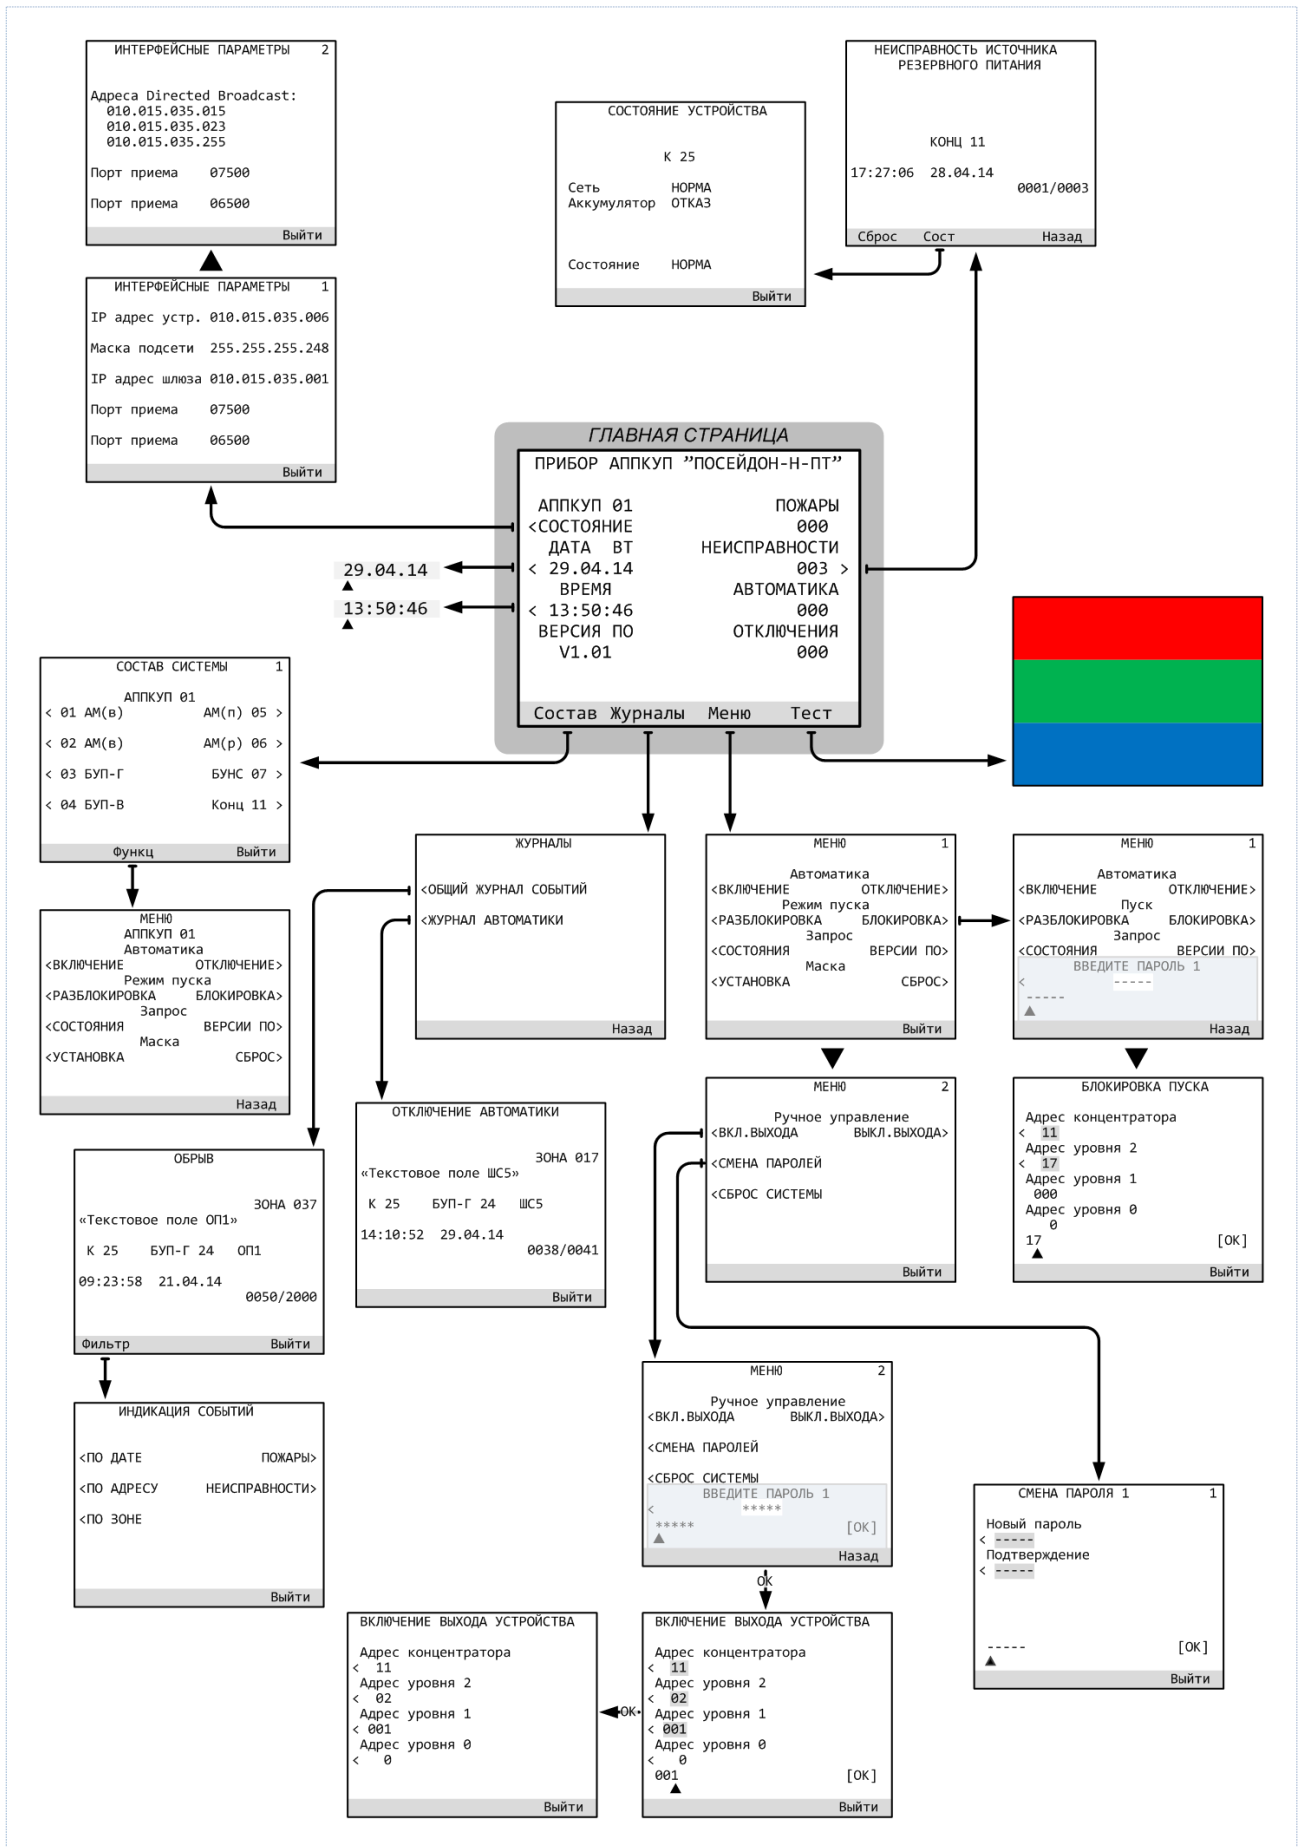 ИНТЕРФЕЙСНЫЕ ПАРАМЕТРЫ 2
Адреса Directed Broadcast:
010.015.035.015
010.015.035.023
010.015.035.255
Порт приема 07500
Порт приема 06500
Выйти
НЕИСПРАВНОСТЬ ИСТОЧНИКА
РЕЗЕРВНОГО ПИТАНИЯ
КОНЦ 11
17:27:06 28.04.14
0001/0003
Сброс Сост Назад
СОСТОЯНИЕ УСТРОЙСТВА
К 25
Сеть НОРМА
Аккумулятор ОТКАЗ
Состояние НОРМА
Выйти
ИНТЕРФЕЙСНЫЕ ПАРАМЕТРЫ 1
IP адрес устр. 010.015.035.006
Маска подсети 255.255.255.248
IP адрес шлюза 010.015.035.001
Порт приема 07500
Порт приема 06500
Выйти
ГЛАВНАЯ СТРАНИЦА
ПРИБОР АППКУП ”ПОСЕЙДОН-Н-ПТ”
АППКУП 01 ПОЖАРЫ
<СОСТОЯНИЕ 000
ДАТА ВТ НЕИСПРАВНОСТИ
< 29.04.14 003 >
ВРЕМЯ АВТОМАТИКА
< 13:50:46 000
ВЕРСИЯ ПО ОТКЛЮЧЕНИЯ
V1.01 000
Состав Журналы Меню Тест
29.04.14
13:50:46
СОСТАВ СИСТЕМЫ 1
АППКУП 01
< 01 АМ(в) АМ(п) 05 >
< 02 АМ(в) АМ(р) 06 >
< 03 БУП-Г БУНС 07 >
< 04 БУП-В Конц 11 >
Функц Выйти
МЕНЮ
АППКУП 01
Автоматика
<ВКЛЮЧЕНИЕ ОТКЛЮЧЕНИЕ>
Режим пуска
<РАЗБЛОКИРОВКА БЛОКИРОВКА>
Запрос
<СОСТОЯНИЯ ВЕРСИИ ПО>
Маска
<УСТАНОВКА СБРОС>
Назад
ЖУРНАЛЫ
<ОБЩИЙ ЖУРНАЛ СОБЫТИЙ
<ЖУРНАЛ АВТОМАТИКИ
Назад
МЕНЮ 1
Автоматика
<ВКЛЮЧЕНИЕ ОТКЛЮЧЕНИЕ>
Режим пуска
<РАЗБЛОКИРОВКА БЛОКИРОВКА>
Запрос
<СОСТОЯНИЯ ВЕРСИИ ПО>
Маска
<УСТАНОВКА СБРОС>
Выйти
МЕНЮ 1
Автоматика
<ВКЛЮЧЕНИЕ ОТКЛЮЧЕНИЕ>
Пуск
<РАЗБЛОКИРОВКА БЛОКИРОВКА>
Запрос
<СОСТОЯНИЯ ВЕРСИИ ПО>
ВВЕДИТЕ ПАРОЛЬ 1
< -----
-----
Назад
МЕНЮ 2
Ручное управление
<ВКЛ.ВЫХОДА ВЫКЛ.ВЫХОДА>
<СМЕНА ПАРОЛЕЙ
<СБРОС СИСТЕМЫ
Выйти
БЛОКИРОВКА ПУСКА
Адрес концентратора
< 11
Адрес уровня 2
< 17
Адрес уровня 1
000
Адрес уровня 0
0
17 [OK]
Выйти
ОТКЛЮЧЕНИЕ АВТОМАТИКИ
ЗОНА 017
«Текстовое поле ШС5»
К 25 БУП-Г 24 ШС5
14:10:52 29.04.14
0038/0041
Выйти
ОБРЫВ
ЗОНА 037
«Текстовое поле ОП1»
К 25 БУП-Г 24 ОП1
09:23:58 21.04.14
0050/2000
Фильтр Выйти
ИНДИКАЦИЯ СОБЫТИЙ
<ПО ДАТЕ ПОЖАРЫ>
<ПО АДРЕСУ НЕИСПРАВНОСТИ>
<ПО ЗОНЕ
Выйти
МЕНЮ 2
Ручное управление
<ВКЛ.ВЫХОДА ВЫКЛ.ВЫХОДА>
<СМЕНА ПАРОЛЕЙ
<СБРОС СИСТЕМЫ
ВВЕДИТЕ ПАРОЛЬ 1
< *****
***** [OK]
Назад
OK
СМЕНА ПАРОЛЯ 1 1
Новый пароль
< -----
Подтверждение
< -----
----- [OK]
Выйти
ВКЛЮЧЕНИЕ ВЫХОДА УСТРОЙСТВА
Адрес концентратора
< 11
Адрес уровня 2
< 02
Адрес уровня 1
< 001
Адрес уровня 0
< 0
Выйти
OK
ВКЛЮЧЕНИЕ ВЫХОДА УСТРОЙСТВА
Адрес концентратора
< 11
Адрес уровня 2
< 02
Адрес уровня 1
< 001
Адрес уровня 0
< 0
001 [OK]
Выйти